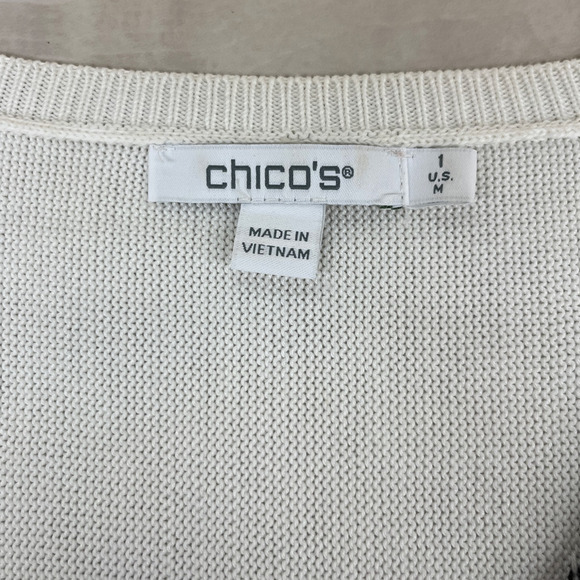 chico's®
1
U.S.
M
MADE IN
VIETNAM